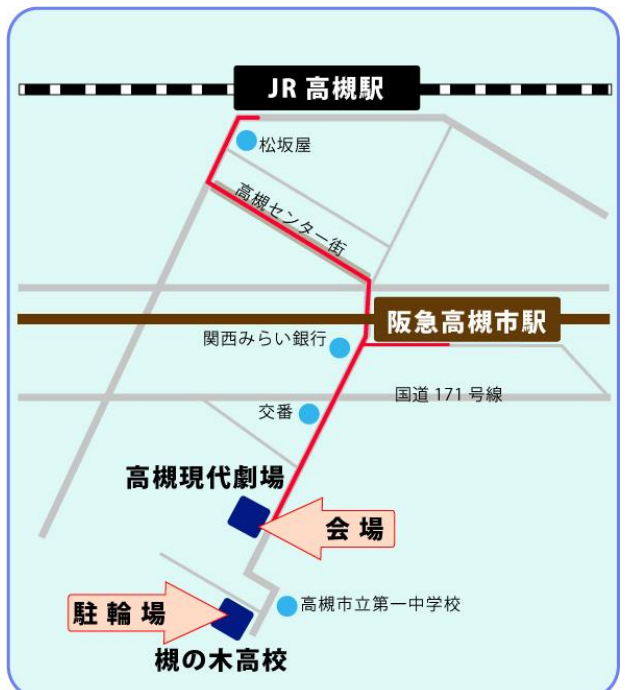 JR 高槻駅
松坂屋
高槻センター街
阪急高槻市駅
関西みらい銀行
国道 171 号線
交番
高槻現代劇場
会 場
高槻市立第一中学校
駐 輪 場
槻の木高校